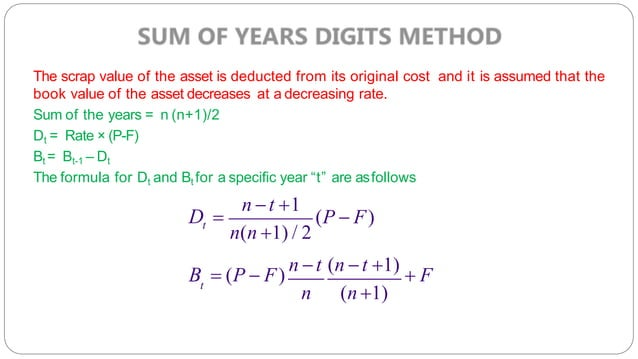 SUM OF YEARS DIGITS METHOD
The scrap value of the asset is deducted from its original cost and it is assumed that the
book value of the asset decreases at a decreasing rate.
Sum of the years = n (n+1)/2
Dt = Rate × (P-F)
Bt = Bt-1 – Dt
The formula for Dt and Bt for a specific year “t” are asfollows
Dt = (n − t + 1) / (n(n + 1) / 2) (P − F)
Bt = (P − F) (n − t) / n (n − t + 1) / (n + 1) + F